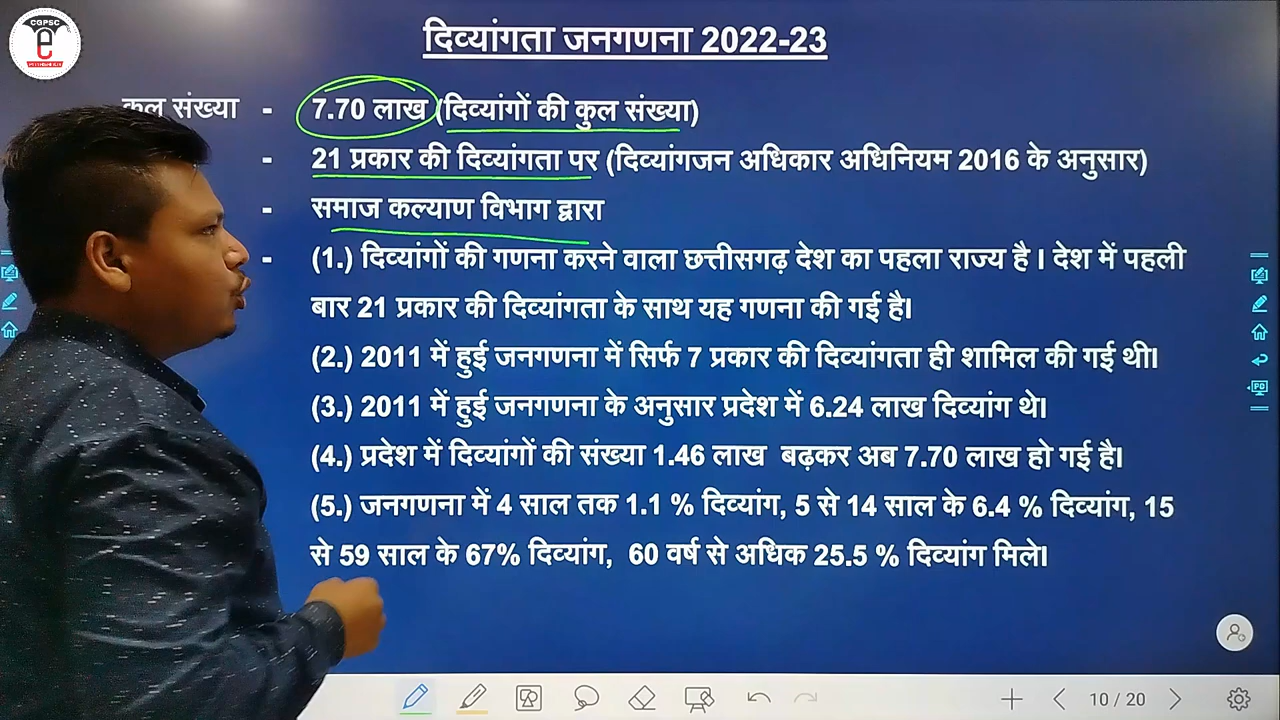 CGPSC
दिव्यांगता जनगणना 2022-23
कुल संख्या - 7.70 लाख (दिव्यांगों की कुल संख्या)
- 21 प्रकार की दिव्यांगता पर (दिव्यांगजन अधिकार अधिनियम 2016 के अनुसार)
- समाज कल्याण विभाग द्वारा
- (1.) दिव्यांगों की गणना करने वाला छत्तीसगढ़ देश का पहला राज्य है । देश में पहली
बार 21 प्रकार की दिव्यांगता के साथ यह गणना की गई है।
(2.) 2011 में हुई जनगणना में सिर्फ 7 प्रकार की दिव्यांगता ही शामिल की गई थी।
(3.) 2011 में हुई जनगणना के अनुसार प्रदेश में 6.24 लाख दिव्यांग थे।
(4.) प्रदेश में दिव्यांगों की संख्या 1.46 लाख बढ़कर अब 7.70 लाख हो गई है।
(5.) जनगणना में 4 साल तक 1.1 % दिव्यांग, 5 से 14 साल के 6.4 % दिव्यांग, 15
से 59 साल के 67% दिव्यांग, 60 वर्ष से अधिक 25.5 % दिव्यांग मिले।
10 / 20